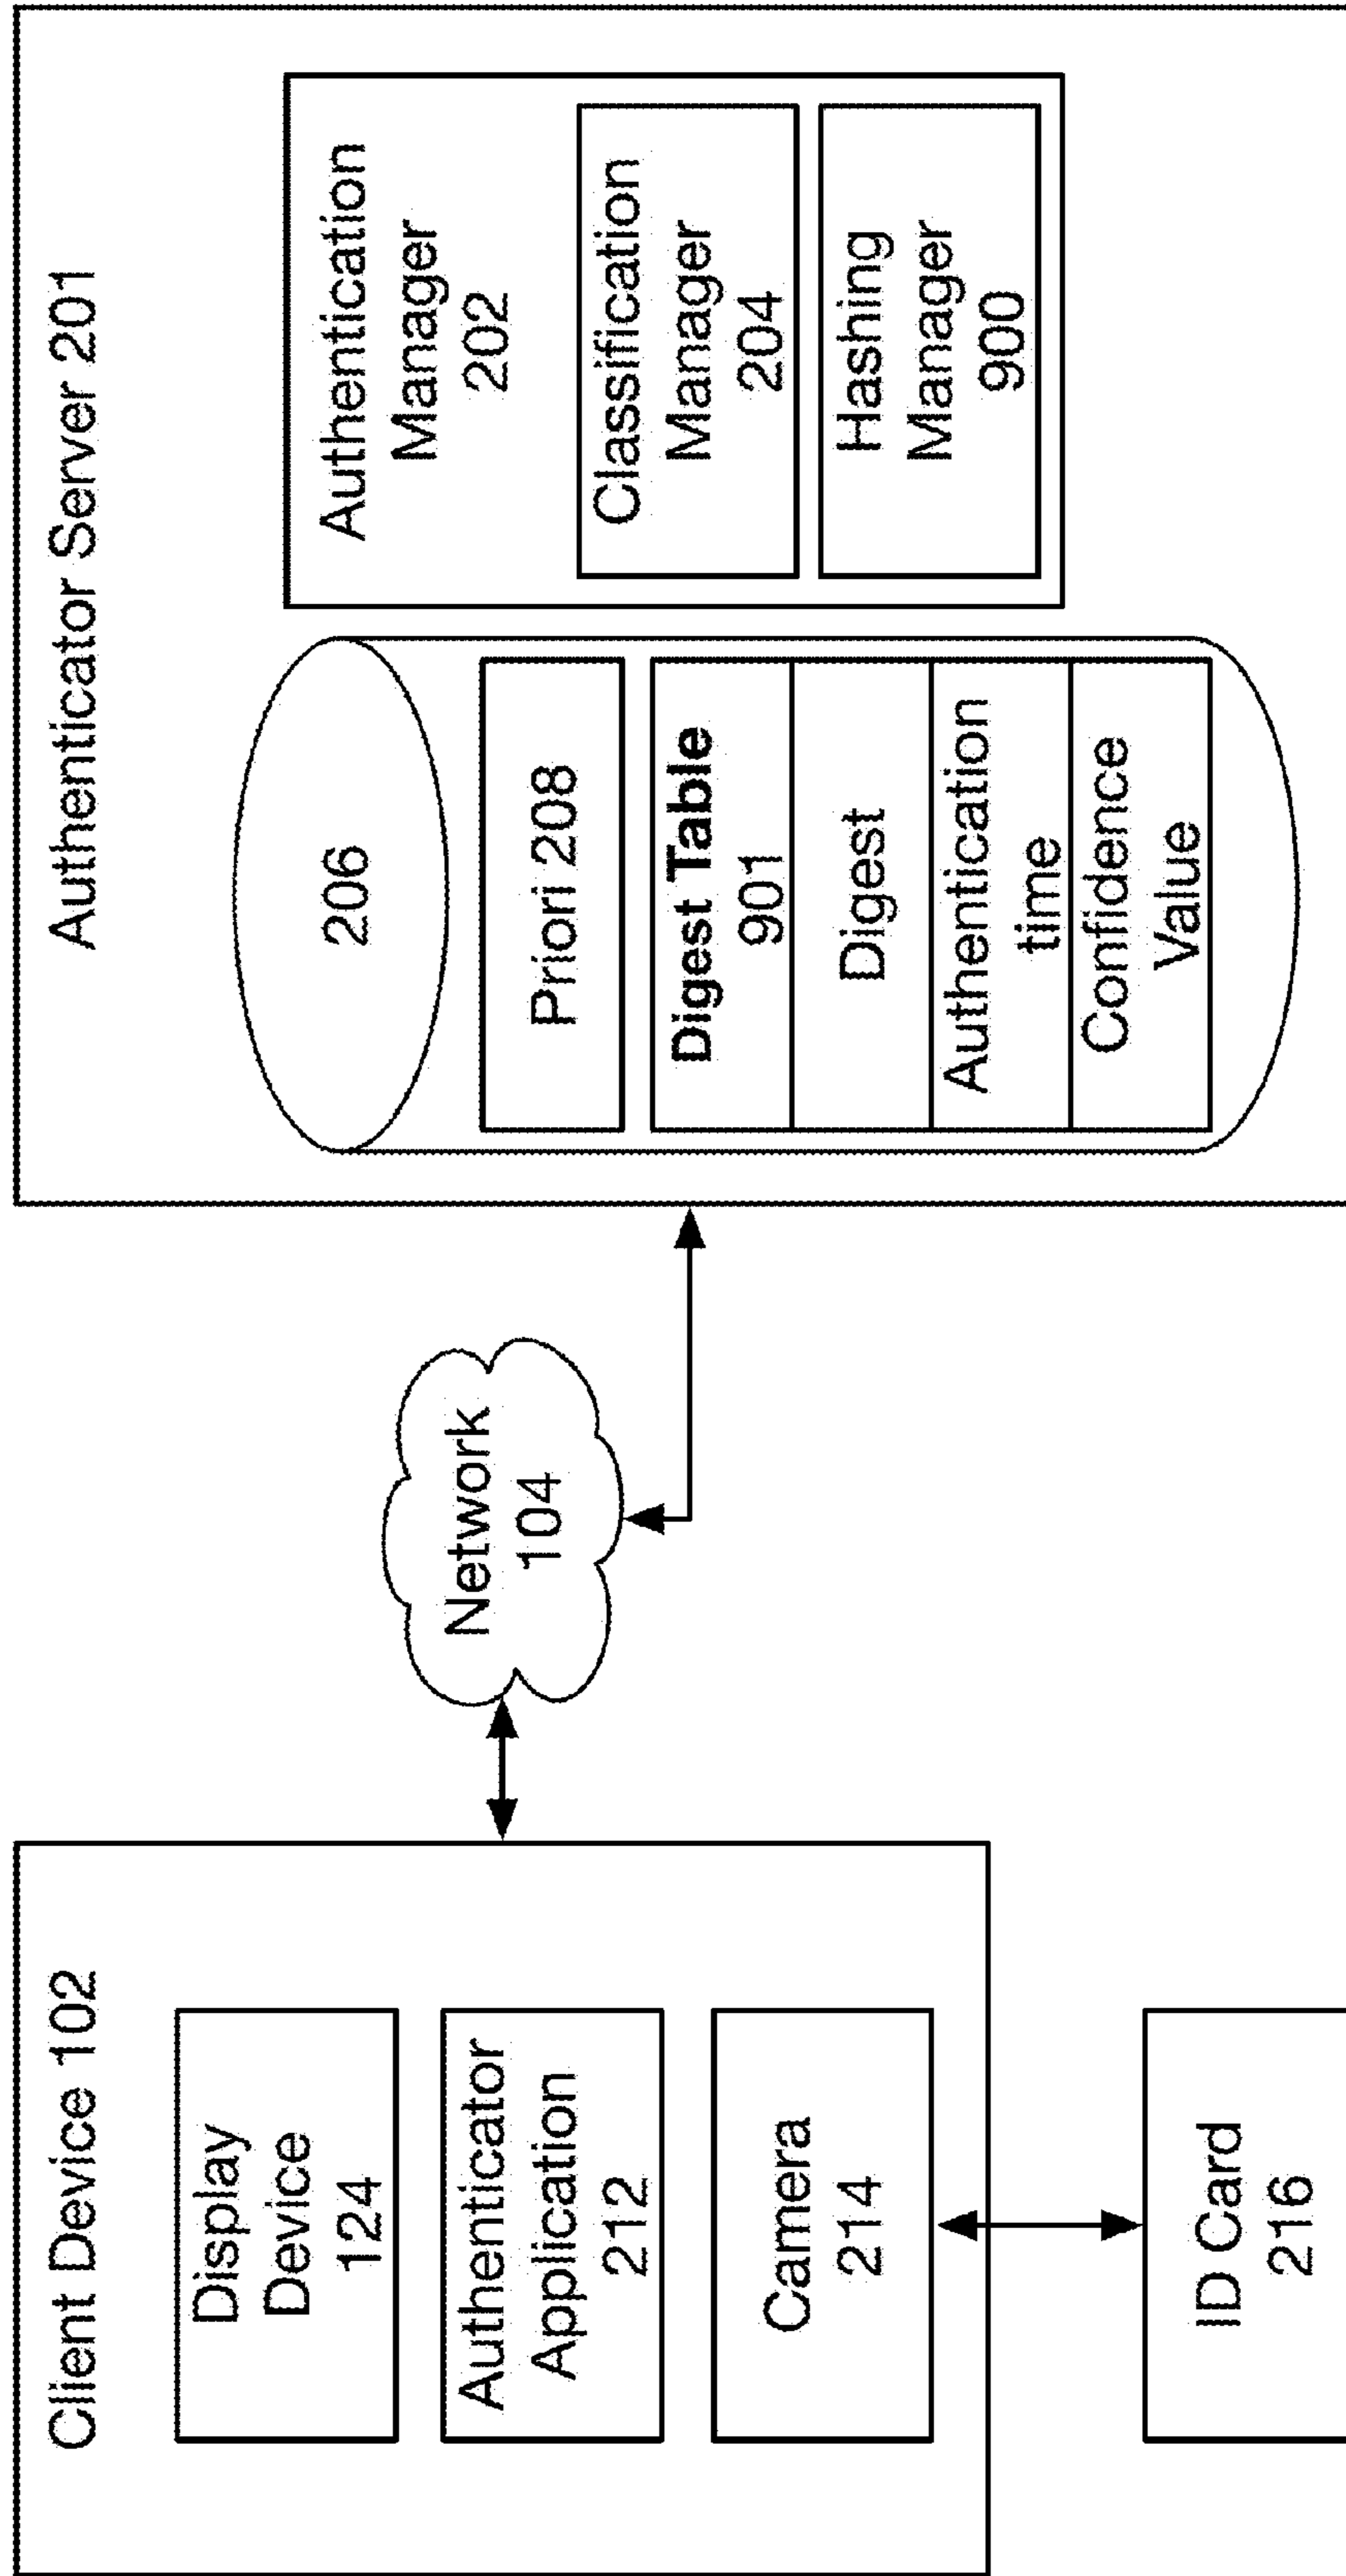 Client Device 102
Display
Device
124
Authenticator
Application
212
Camera
214
ID Card
216
Network
104
Authenticator Server 201
206
Priori 208
Digest Table
901
Digest
Authentication
time
Confidence
Value
Authentication
Manager
202
Classification
Manager
204
Hashing
Manager
900